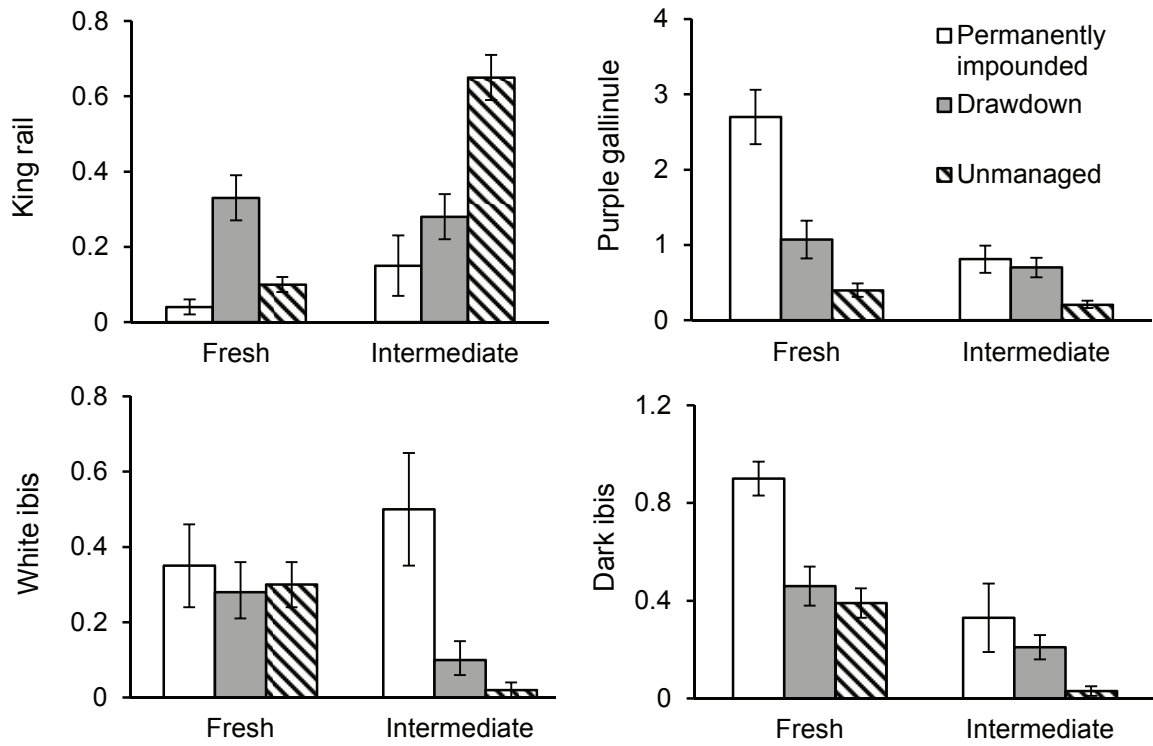 King rail
0.8
0.6
0.4
0.2
0
Fresh
Intermediate
Purple gallinule
4
3
2
1
0
Fresh
Intermediate
Permanently
impounded
Drawdown
Unmanaged
White ibis
0.8
0.6
0.4
0.2
0
Fresh
Intermediate
Dark ibis
1.2
0.8
0.4
0
Fresh
Intermediate